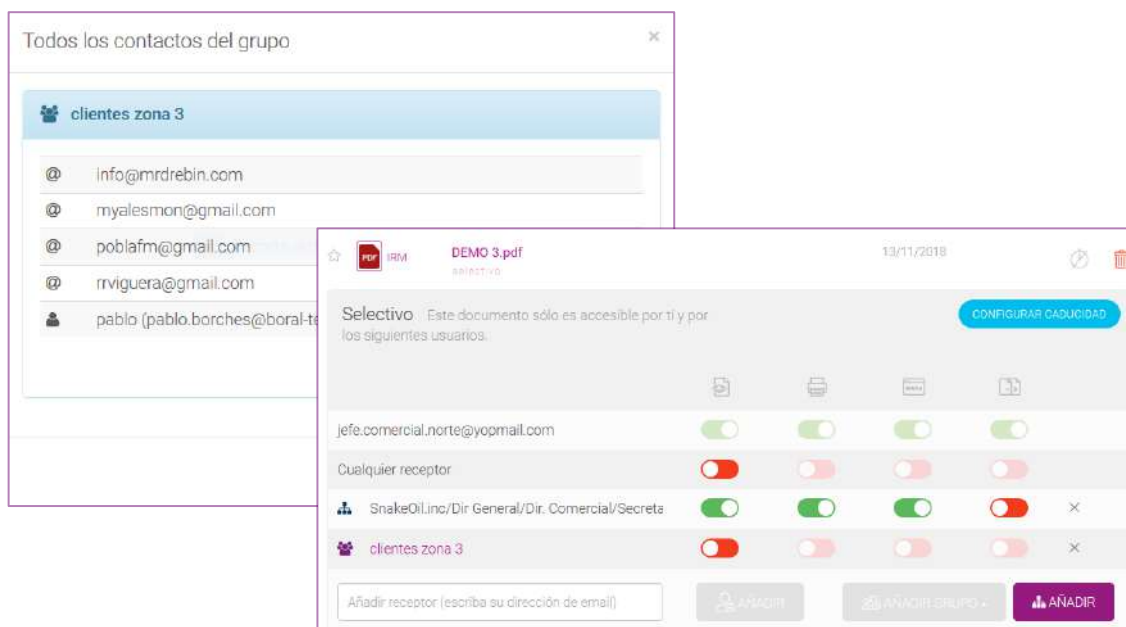 Todos los contactos del grupo
clientes zona 3
@ info@mrdrebin.com
@ myalesmon@gmail.com
@ poblafm@gmail.com
@ rrviguera@gmail.com
pablo (pablo.borches@boral-te
PDF IRM DEMO 3.pdf 13/11/2018
selectivo
Selectivo Este documento sólo es accesible por ti y por
los siguientes usuarios.
CONFIGURAR CADUCIDAD
jefe.comercial.norte@yopmail.com
Cualquier receptor
SnakeOil.inc/Dir General/Dir. Comercial/Secreta
clientes zona 3
Añadir receptor (escriba su dirección de email) AÑADIR AÑADIR GRUPO AÑADIR